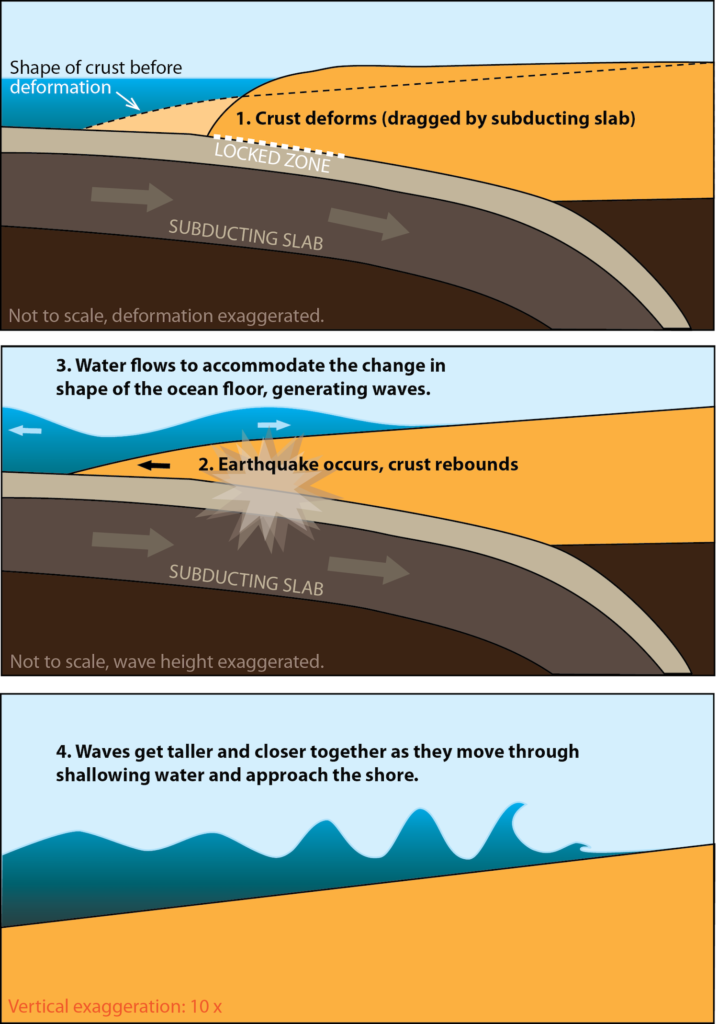 Shape of crust before
deformation
1. Crust deforms (dragged by subducting slab)
LOCKED ZONE
SUBDUCTING SLAB
Not to scale, deformation exaggerated.
3. Water flows to accommodate the change in
shape of the ocean floor, generating waves.
2. Earthquake occurs, crust rebounds
SUBDUCTING SLAB
Not to scale, wave height exaggerated.
4. Waves get taller and closer together as they move through
shallowing water and approach the shore.
Vertical exaggeration: 10 x